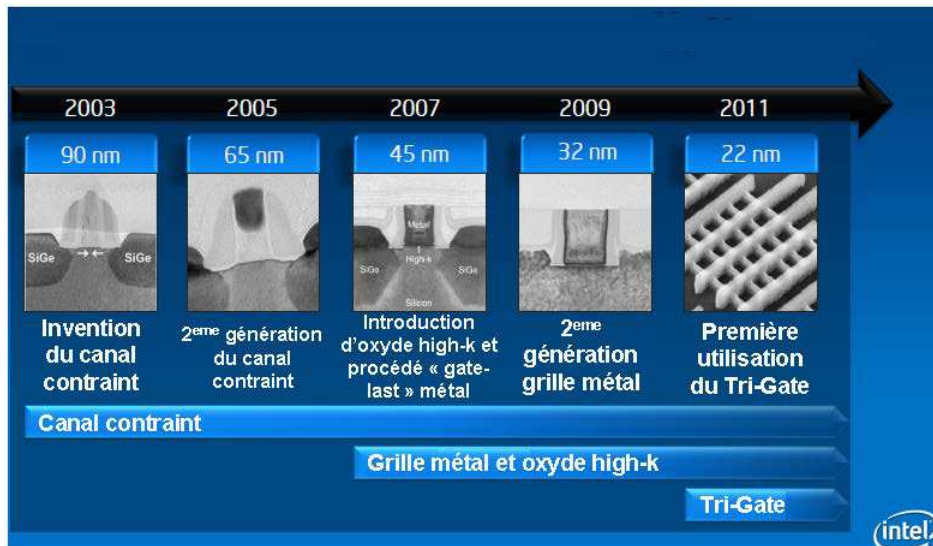 2003 2005 2007 2009 2011
90 nm 65 nm 45 nm 32 nm 22 nm
SiGe SiGe
Metal
High-k
SiGe SiGe
Silicon
Invention
du canal
contraint
2eme génération
du canal
contraint
Introduction
d'oxyde high-k et
procédé « gate-
last » métal
2eme
génération
grille métal
Première
utilisation
du Tri-Gate
Canal contraint
Grille métal et oxyde high-k
Tri-Gate
intel